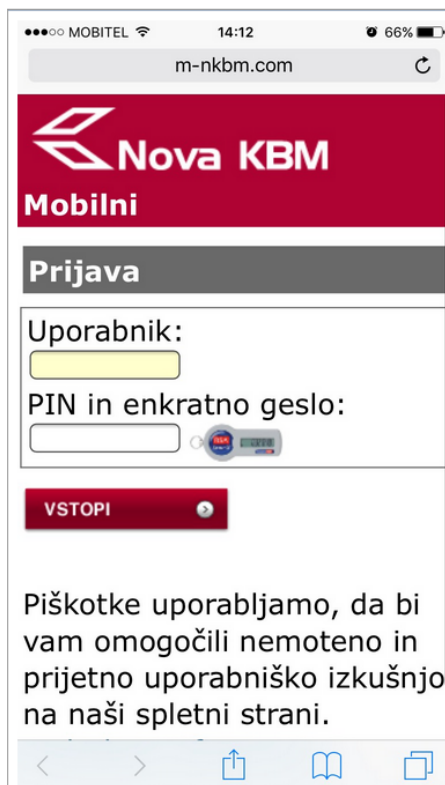 MOBITEL 14:12 66%
m-nkbm.com
Nova KBM
Mobilni
Prijava
Uporabnik:
PIN in enkratno geslo:
VSTOPI
Piškotke uporabljamo, da bi
vam omogočili nemoteno in
prijetno uporabniško izkušnjo
na naši spletni strani.